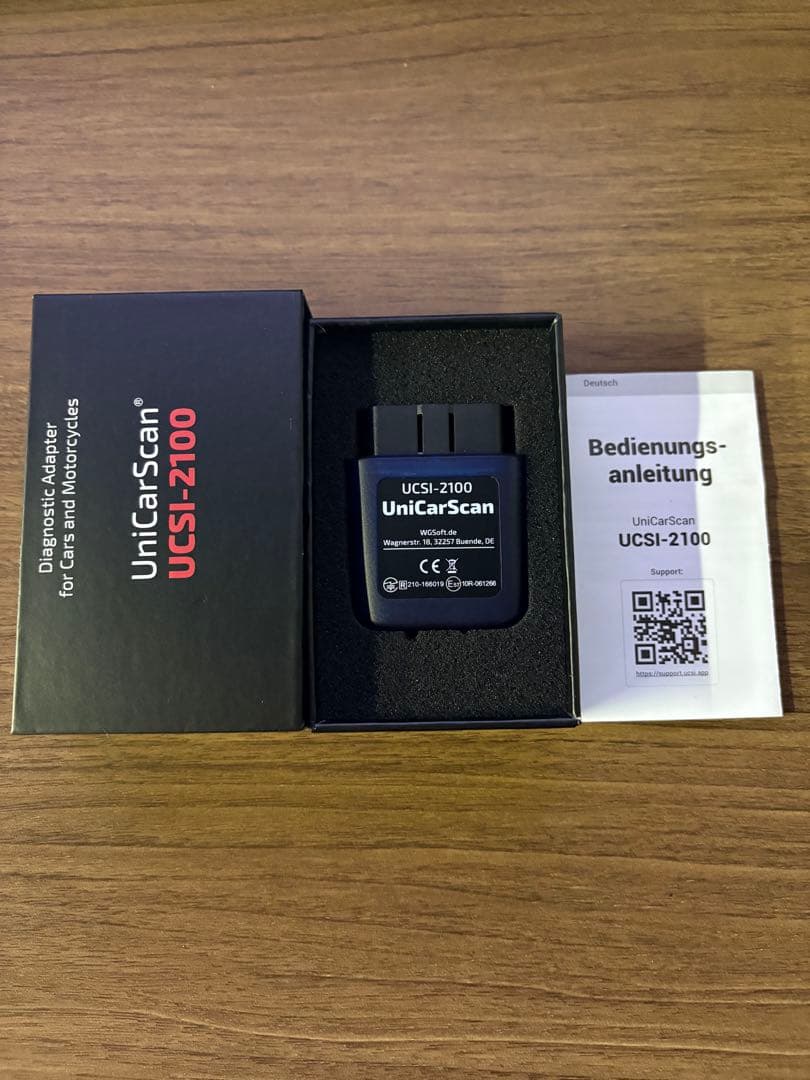 Diagnostic Adapter
for Cars and Motorcycles
UniCarScan®
UCSI-2100
UCSI-2100
UniCarScan
WGSoft.de
Wagnerstr. 18, 32257 Buende, DE
CE
R 210-166019 E57 10R-061266
Deutsch
Bedienungs-
anleitung
UniCarScan
UCSI-2100
Support:
https://support.ucsi.app